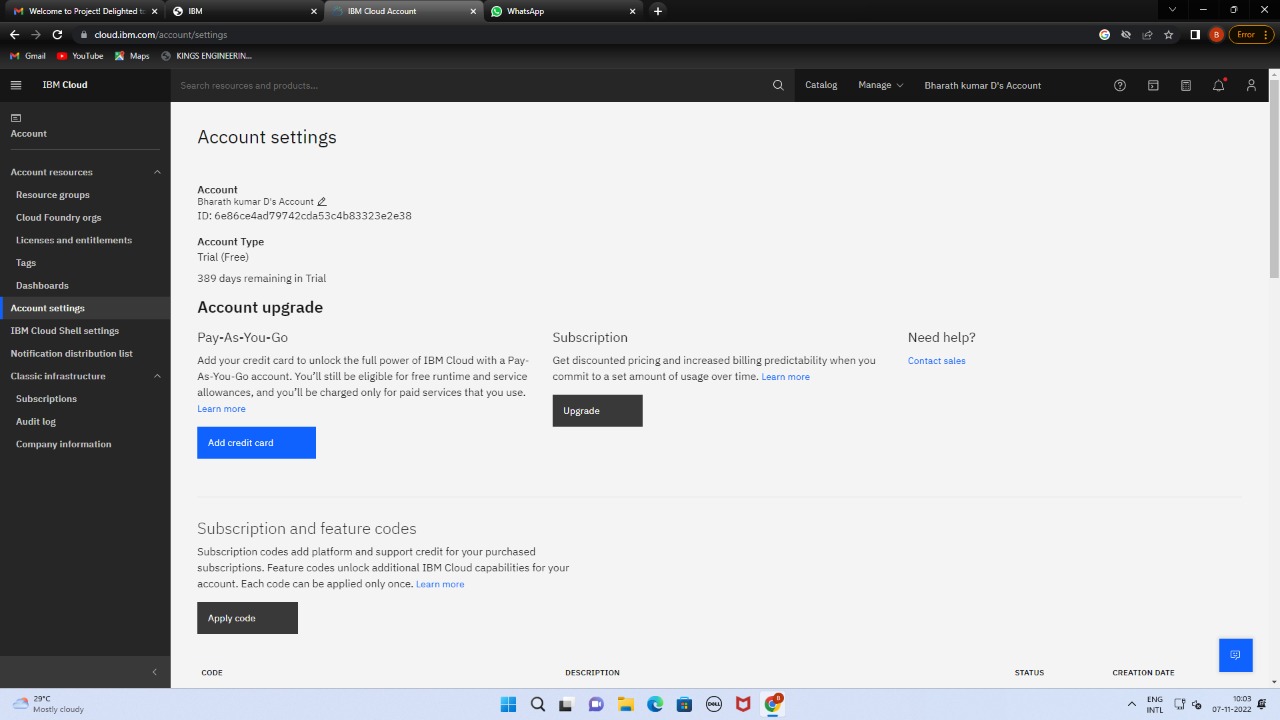 Welcome to Project! Delighted to
IBM
IBM Cloud Account
WhatsApp
cloud.ibm.com/account/settings
B
Error
Gmail
YouTube
Maps
KINGS ENGINEERIN...
IBM Cloud
Search resources and products...
Catalog
Manage
Bharath kumar D's Account
Account
Account resources
Resource groups
Cloud Foundry orgs
Licenses and entitlements
Tags
Dashboards
Account settings
IBM Cloud Shell settings
Notification distribution list
Classic infrastructure
Subscriptions
Audit log
Company information
Account settings
Account
Bharath kumar D's Account
ID: 6e86ce4ad79742cda53c4b83323e2e38
Account Type
Trial (Free)
389 days remaining in Trial
Account upgrade
Pay-As-You-Go
Add your credit card to unlock the full power of IBM Cloud with a Pay-
As-You-Go account. You’ll still be eligible for free runtime and service
allowances, and you’ll be charged only for paid services that you use.
Learn more
Add credit card
Subscription
Get discounted pricing and increased billing predictability when you
commit to a set amount of usage over time. Learn more
Upgrade
Need help?
Contact sales
Subscription and feature codes
Subscription codes add platform and support credit for your purchased
subscriptions. Feature codes unlock additional IBM Cloud capabilities for your
account. Each code can be applied only once. Learn more
Apply code
CODE
DESCRIPTION
STATUS
CREATION DATE
29°C
Mostly cloudy
DELL
B
ENG
INTL
10:03
07-11-2022